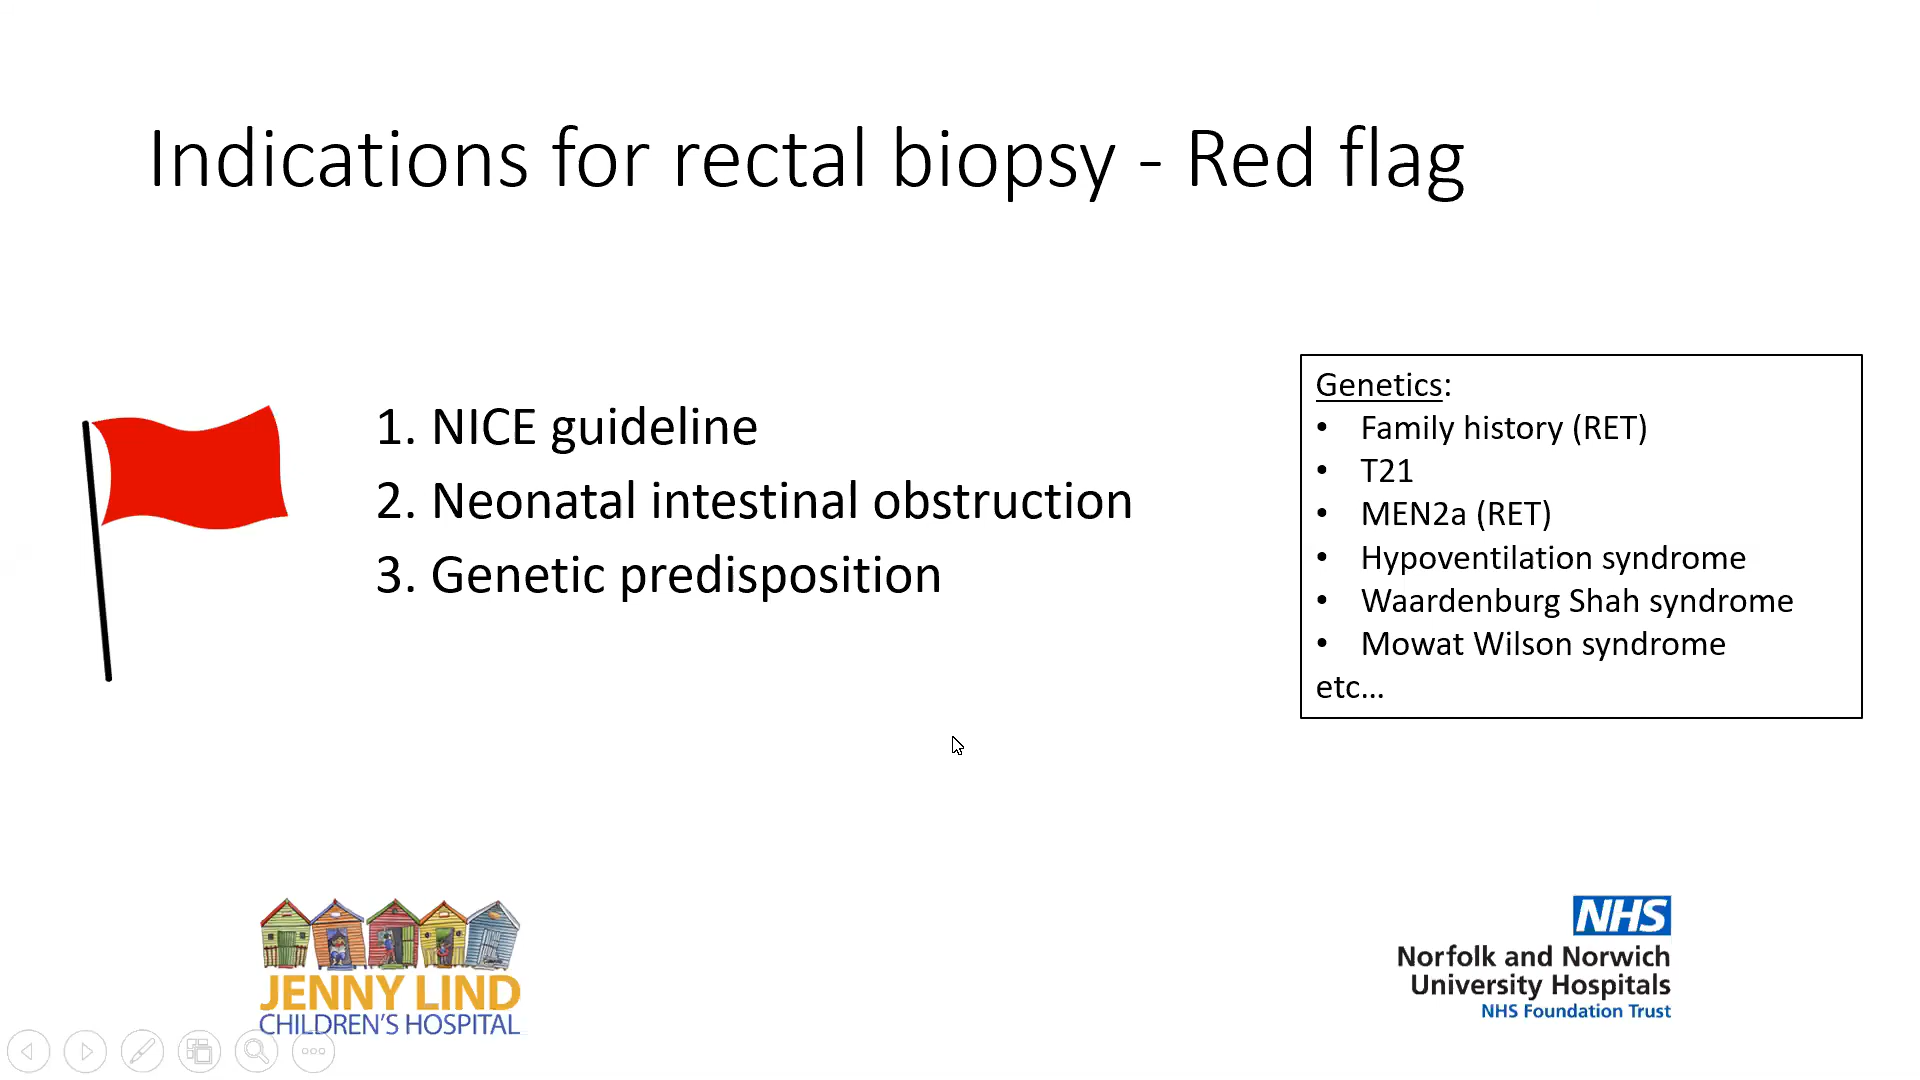 Indications for rectal biopsy - Red flag
1. NICE guideline
2. Neonatal intestinal obstruction
3. Genetic predisposition
Genetics:
• Family history (RET)
• T21
• MEN2a (RET)
• Hypoventilation syndrome
• Waardenburg Shah syndrome
• Mowat Wilson syndrome
etc...
JENNY LIND
CHILDREN'S HOSPITAL
NHS
Norfolk and Norwich
University Hospitals
NHS Foundation Trust